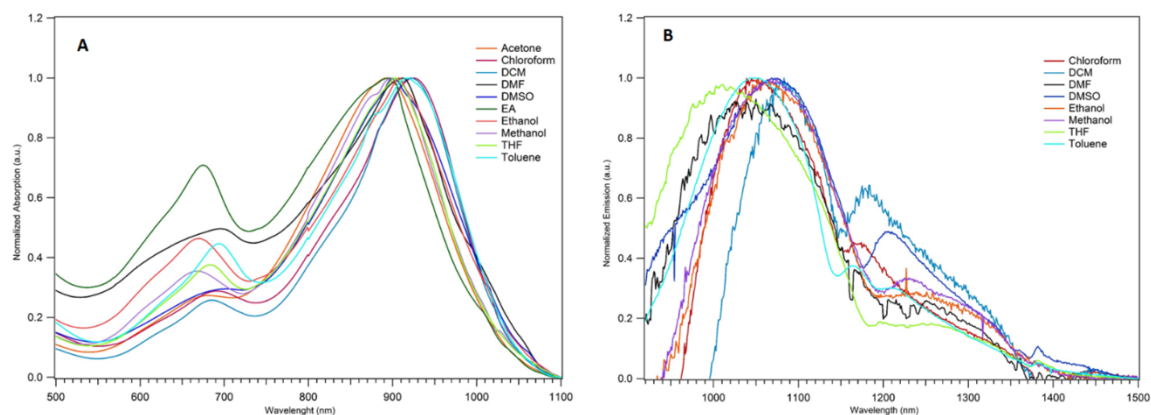 A
1.2
1.0
0.8
0.6
0.4
0.2
0.0
Normalized Absorption (a.u.)
Acetone
Chloroform
DCM
DMF
DMSO
EA
Ethanol
Methanol
THF
Toluene
500
600
700
800
900
1000
1100
Wavelenght (nm)
B
1.2
1.0
0.8
0.6
0.4
0.2
0.0
Normalized Emission (a.u.)
Chloroform
DCM
DMF
DMSO
Ethanol
Methanol
THF
Toluene
1000
1100
1200
1300
1400
1500
Wavelenght (nm)